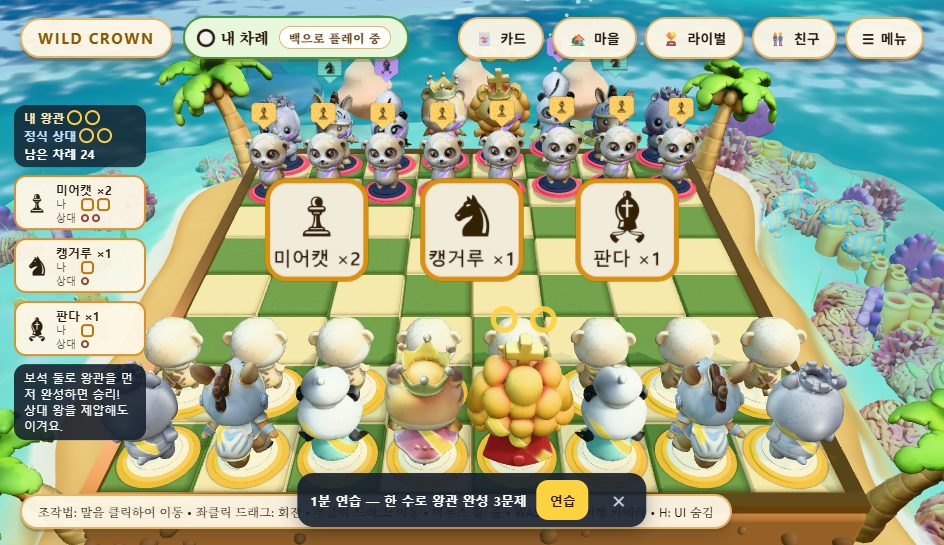 WILD CROWN
내 차례
백으로 플레이 중
카드
마을
라이벌
친구
메뉴
내 왕관
정식 상대
남은 차례 24
미어캣 ×2
나
상대
캥거루 ×1
나
상대
판다 ×1
나
상대
미어캣 ×2
캥거루 ×1
판다 ×1
보석 둘로 왕관을 먼
저 완성하면 승리!
상대 왕을 제압해도
이겨요.
1분 연습 — 한 수로 왕관 완성 3문제
연습
조작법: 말을 클릭하여 이동 • 좌클릭 드래그: 회전 • H: UI 숨김